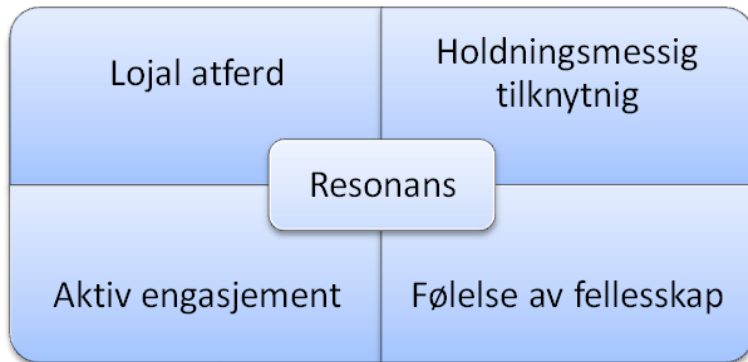 Lojal atferd
Holdningsmessig
tilknytnig
Resonans
Aktiv engasjement
Følelse av fellesskap